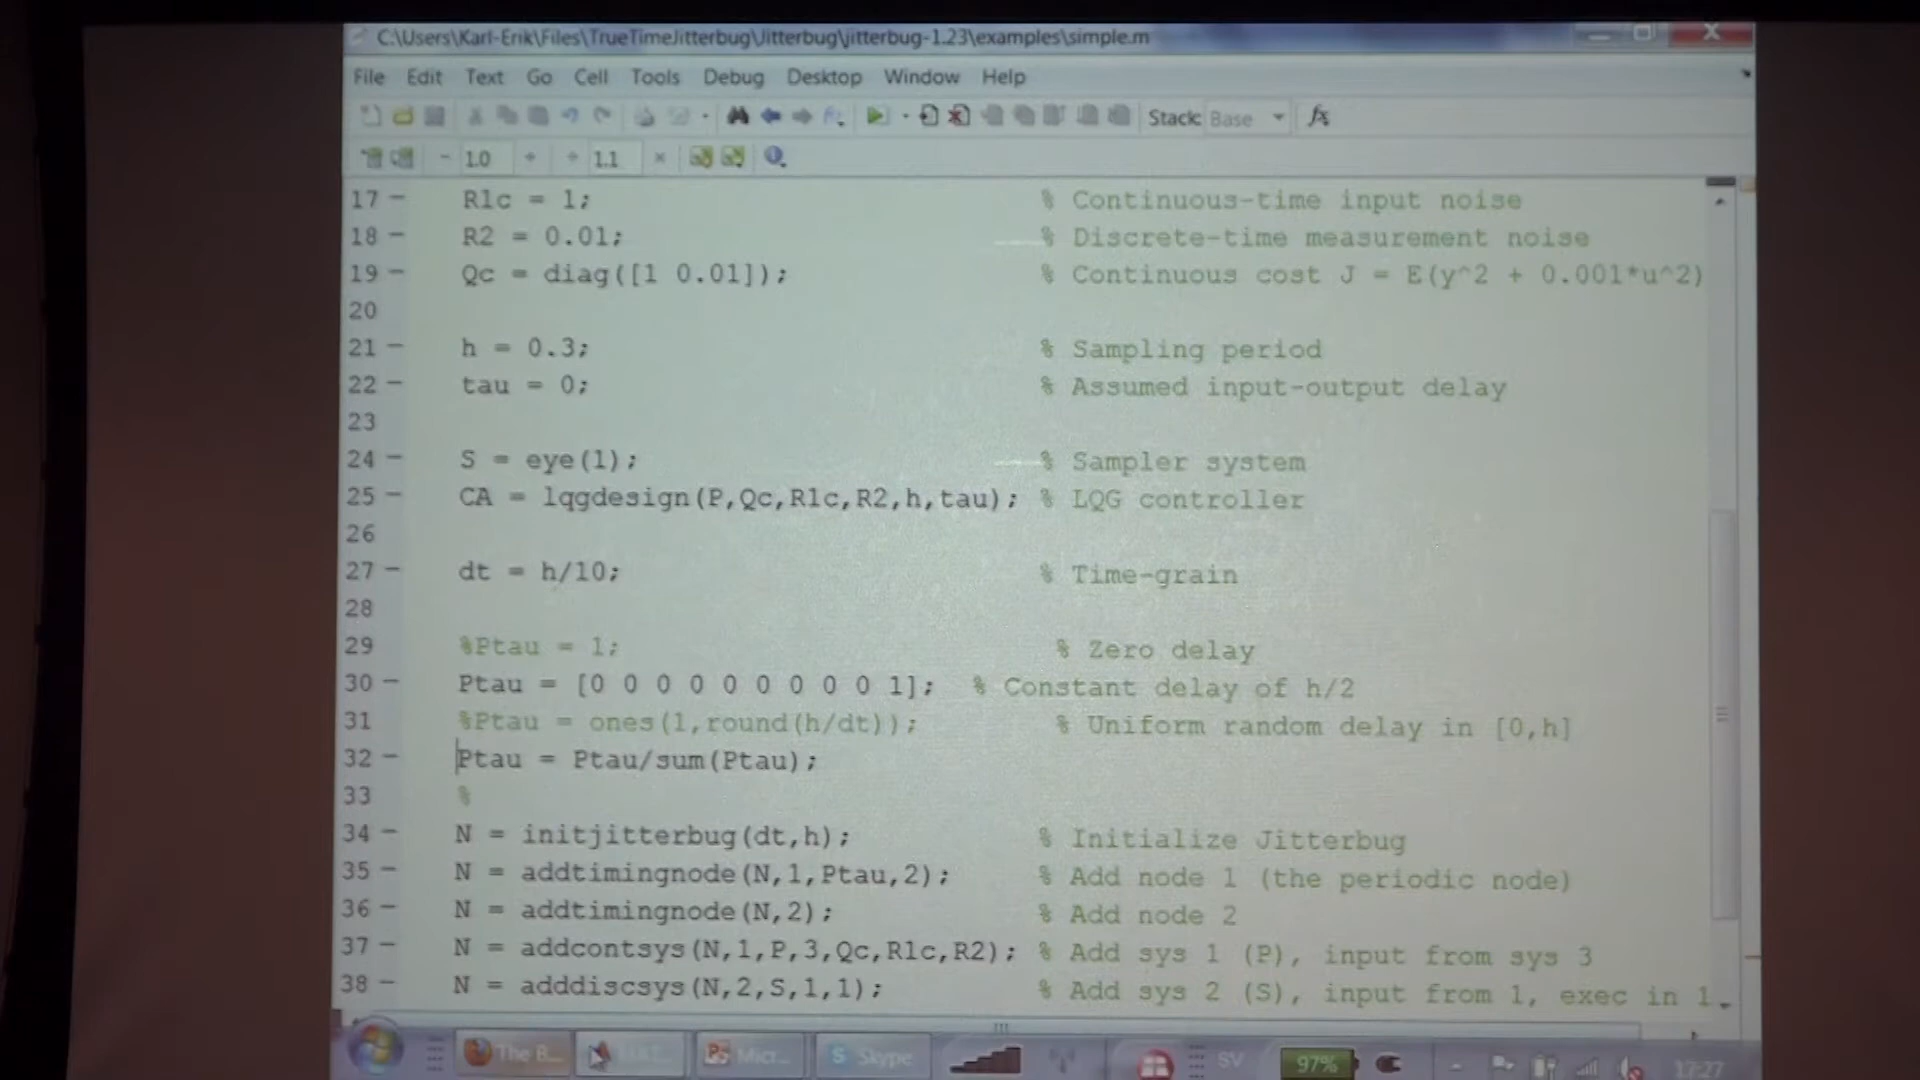 C:\Users\Karl-Erik\Files\TrueTimeJitterbug\Jitterbug\jitterbug-1.23\examples\simple.m
File Edit Text Go Cell Tools Debug Desktop Window Help
Stack: Base fx
- 1.0 + ÷ 1.1 ×
17 - R1c = 1; % Continuous-time input noise
18 - R2 = 0.01; % Discrete-time measurement noise
19 - Qc = diag([1 0.01]); % Continuous cost J = E(y^2 + 0.001*u^2)
20
21 - h = 0.3; % Sampling period
22 - tau = 0; % Assumed input-output delay
23
24 - S = eye(1); % Sampler system
25 - CA = lqgdesign(P,Qc,R1c,R2,h,tau); % LQG controller
26
27 - dt = h/10; % Time-grain
28
29 %Ptau = 1; % Zero delay
30 - Ptau = [0 0 0 0 0 0 0 0 0 1]; % Constant delay of h/2
31 %Ptau = ones(1,round(h/dt)); % Uniform random delay in [0,h]
32 - Ptau = Ptau/sum(Ptau);
33 %
34 - N = initjitterbug(dt,h); % Initialize Jitterbug
35 - N = addtimingnode(N,1,Ptau,2); % Add node 1 (the periodic node)
36 - N = addtimingnode(N,2); % Add node 2
37 - N = addcontsys(N,1,P,3,Qc,R1c,R2); % Add sys 1 (P), input from sys 3
38 - N = adddiscsys(N,2,S,1,1); % Add sys 2 (S), input from 1, exec in 1
The B... Micr... Skype SV 97% 17:27